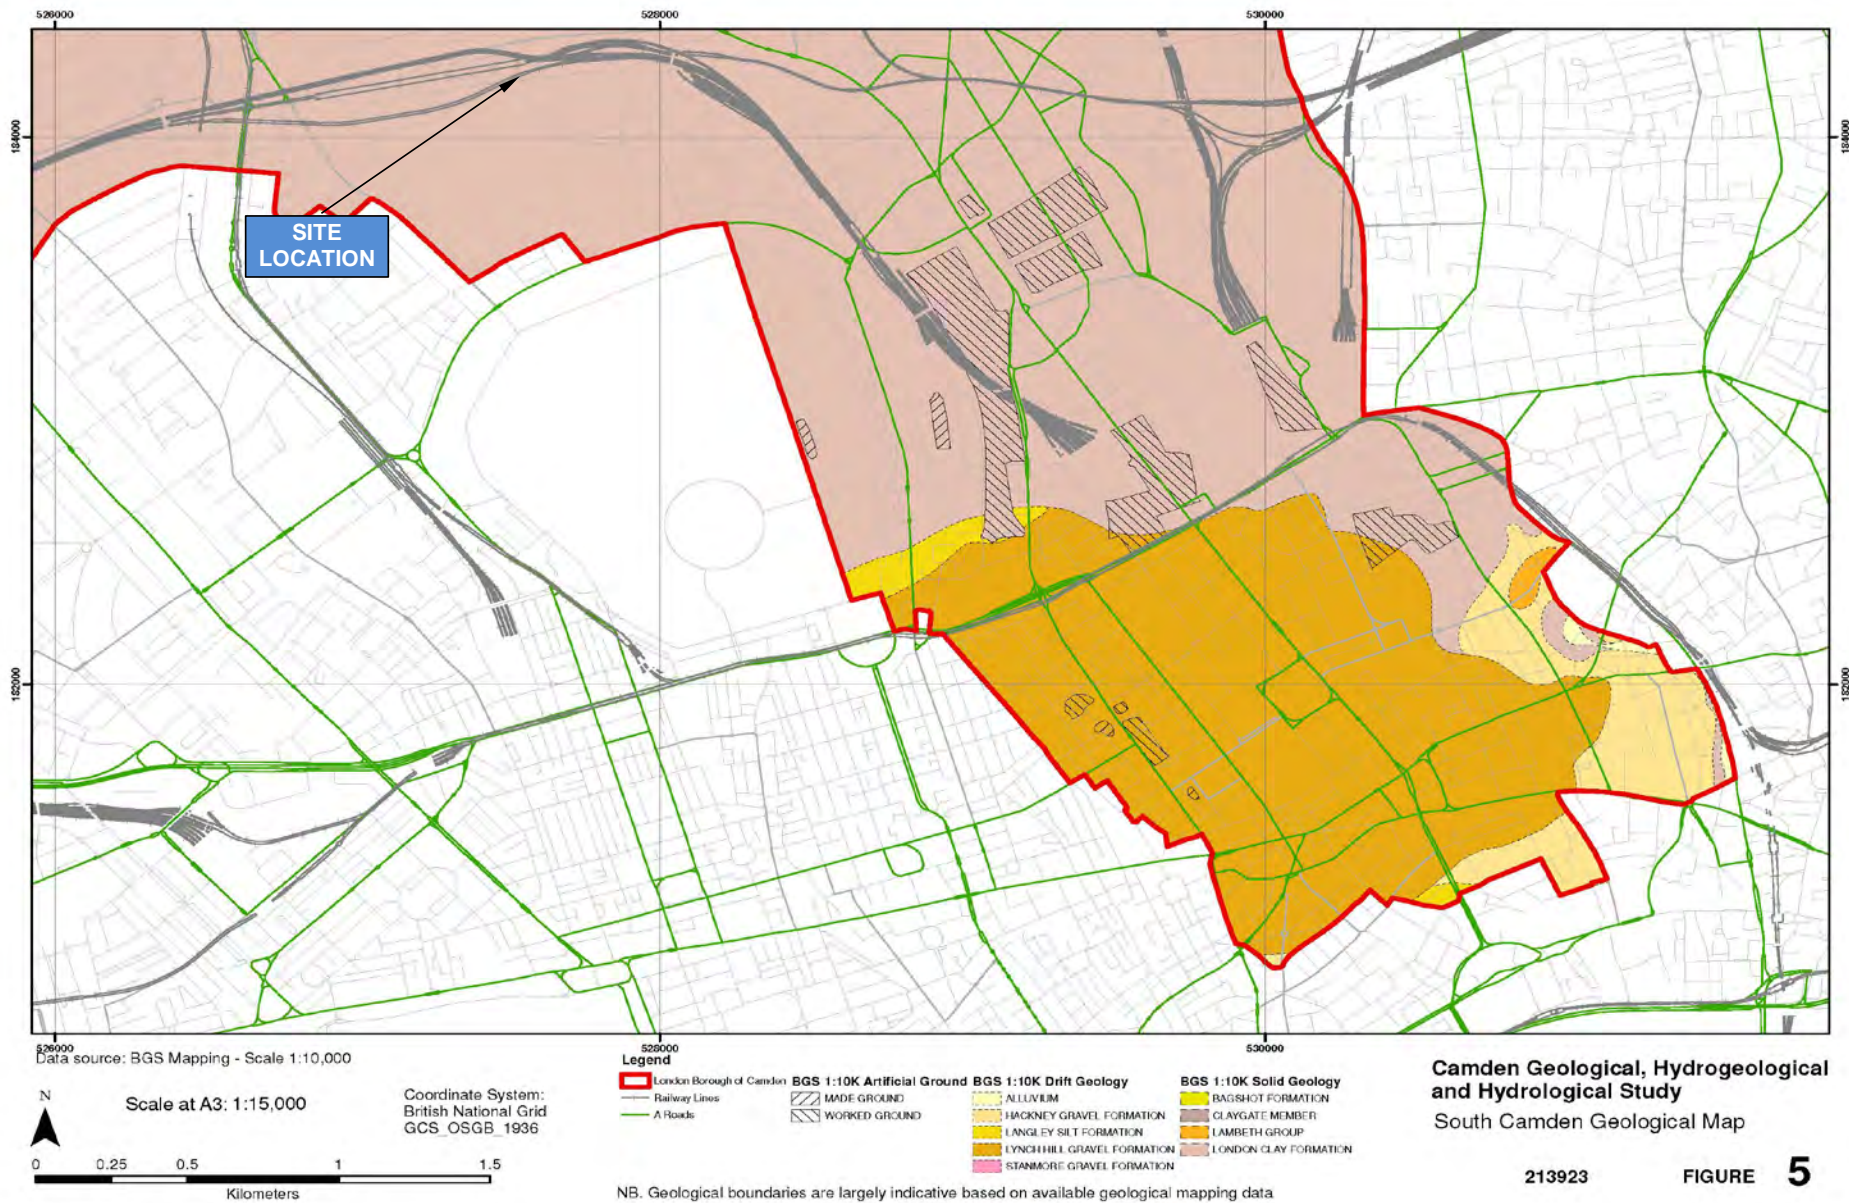 526000
528000
530000
184000
184000
SITE
LOCATION
182000
182000
526000
528000
530000
Data source: BGS Mapping - Scale 1:10,000
N
Scale at A3: 1:15,000
Coordinate System:
British National Grid
GCS_OSGB_1936
0 0.25 0.5 1 1.5
Kilometers
Legend
London Borough of Camden
Railway Lines
A Roads
BGS 1:10K Artificial Ground
MADE GROUND
WORKED GROUND
BGS 1:10K Drift Geology
ALLUVIUM
HACKNEY GRAVEL FORMATION
LANGLEY SILT FORMATION
LYNCH HILL GRAVEL FORMATION
STANMORE GRAVEL FORMATION
BGS 1:10K Solid Geology
BAGSHOT FORMATION
CLAYGATE MEMBER
LAMBETH GROUP
LONDON CLAY FORMATION
NB. Geological boundaries are largely indicative based on available geological mapping data
Camden Geological, Hydrogeological
and Hydrological Study
South Camden Geological Map
213923 FIGURE 5